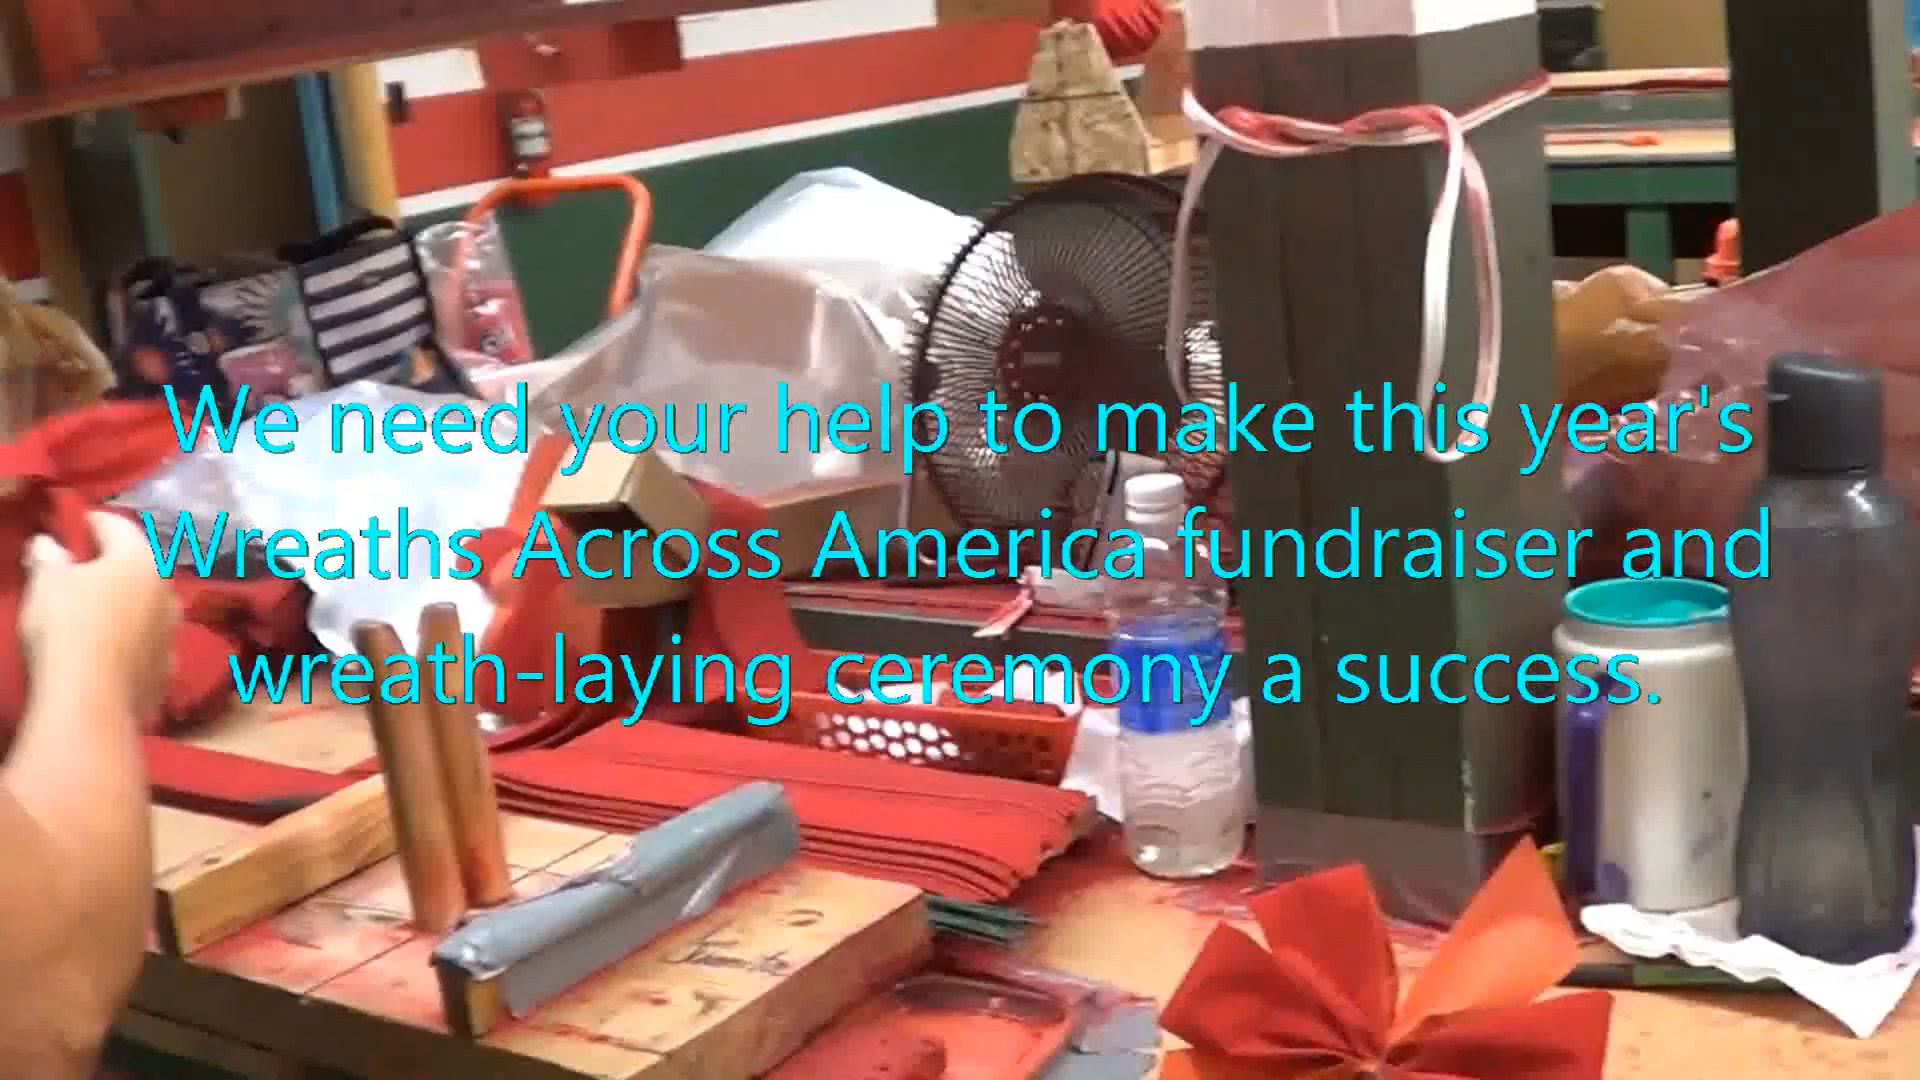 We need your help to make this year's
Wreaths Across America fundraiser and
wreath-laying ceremony a success.